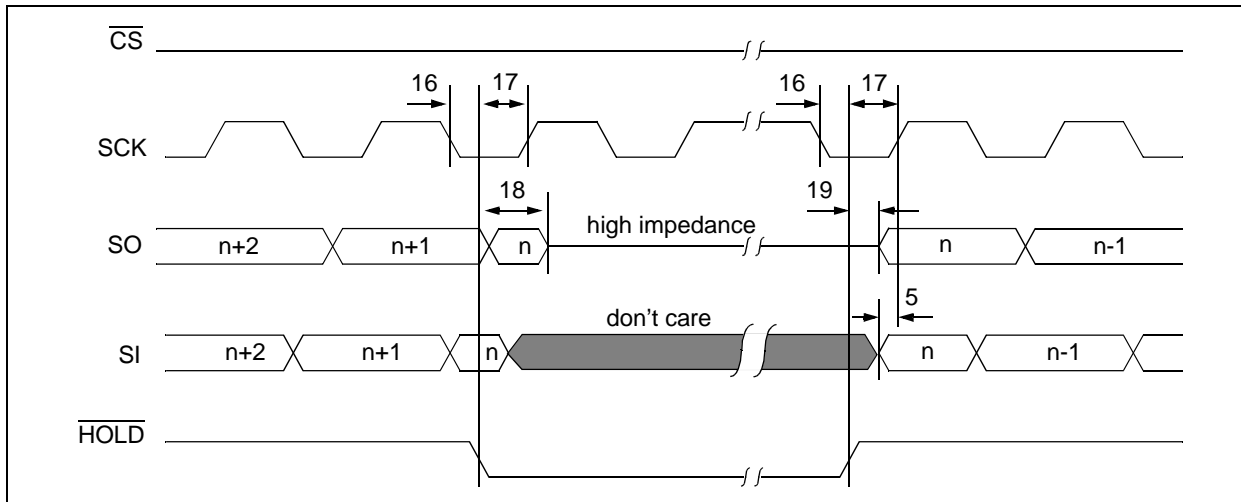 CS
16 17 16 17
SCK
18 19
high impedance
SO n+2 n+1 n n n-1
5
don't care
SI n+2 n+1 n n n-1
HOLD